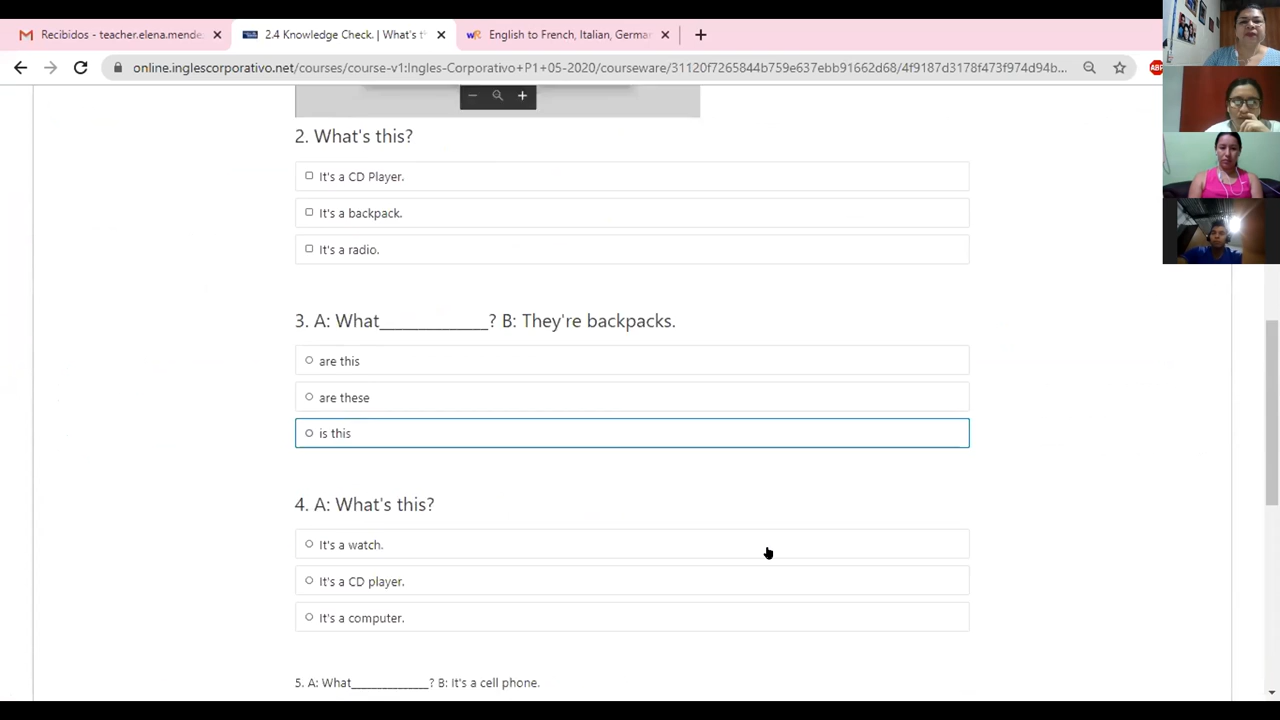 Recibidos - teacher.elena.mende
2.4 Knowledge Check. | What's t
English to French, Italian, Germa
online.inglescorporativo.net/courses/course-v1:Ingles-Corporativo+P1+05-2020/courseware/31120f7265844b759e637ebb91662d68/4f9187d3178f473f974d94b...
ABP
2. What's this?
It's a CD Player.
It's a backpack.
It's a radio.
3. A: What______________? B: They're backpacks.
are this
are these
is this
4. A: What's this?
It's a watch.
It's a CD player.
It's a computer.
5. A: What______________? B: It's a cell phone.